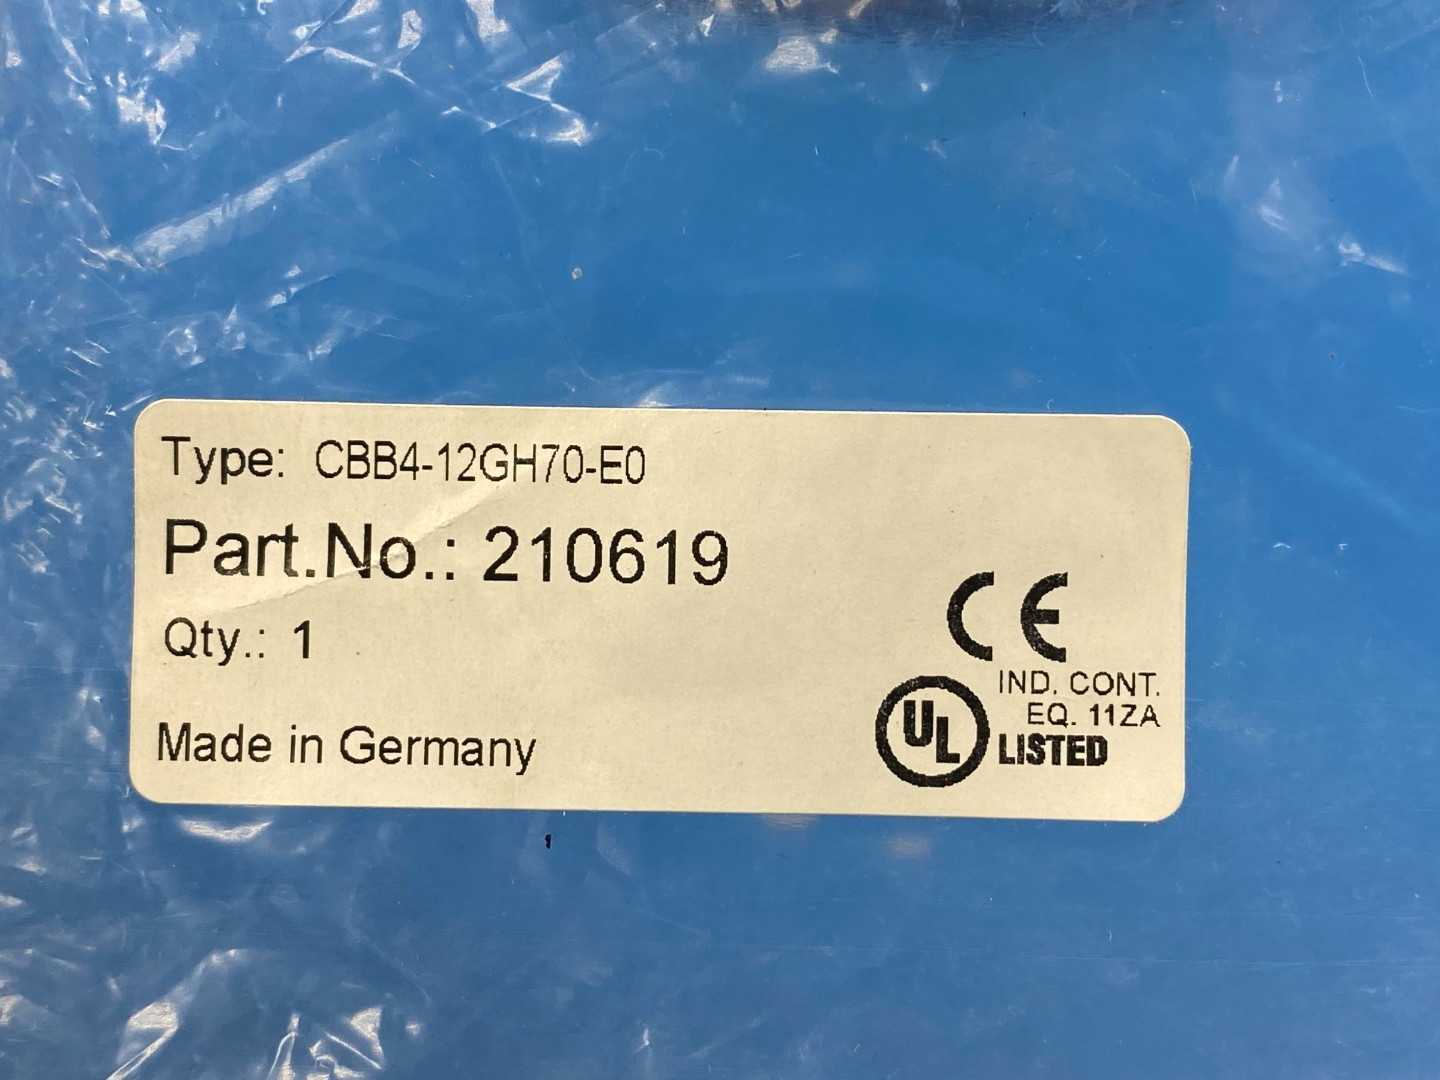 Type: CBB4-12GH70-E0
Part.No.: 210619
Qty.: 1
Made in Germany
CE
IND. CONT.
EQ. 11ZA
UL LISTED